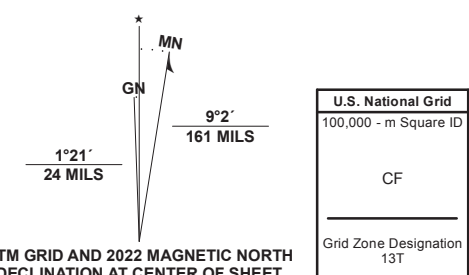 ★
MN
GN
9°2´
161 MILS
1°21´
24 MILS
TM GRID AND 2022 MAGNETIC NORTH
DECLINATION AT CENTER OF SHEET
U.S. National Grid
100,000 - m Square ID
CF
Grid Zone Designation
13T